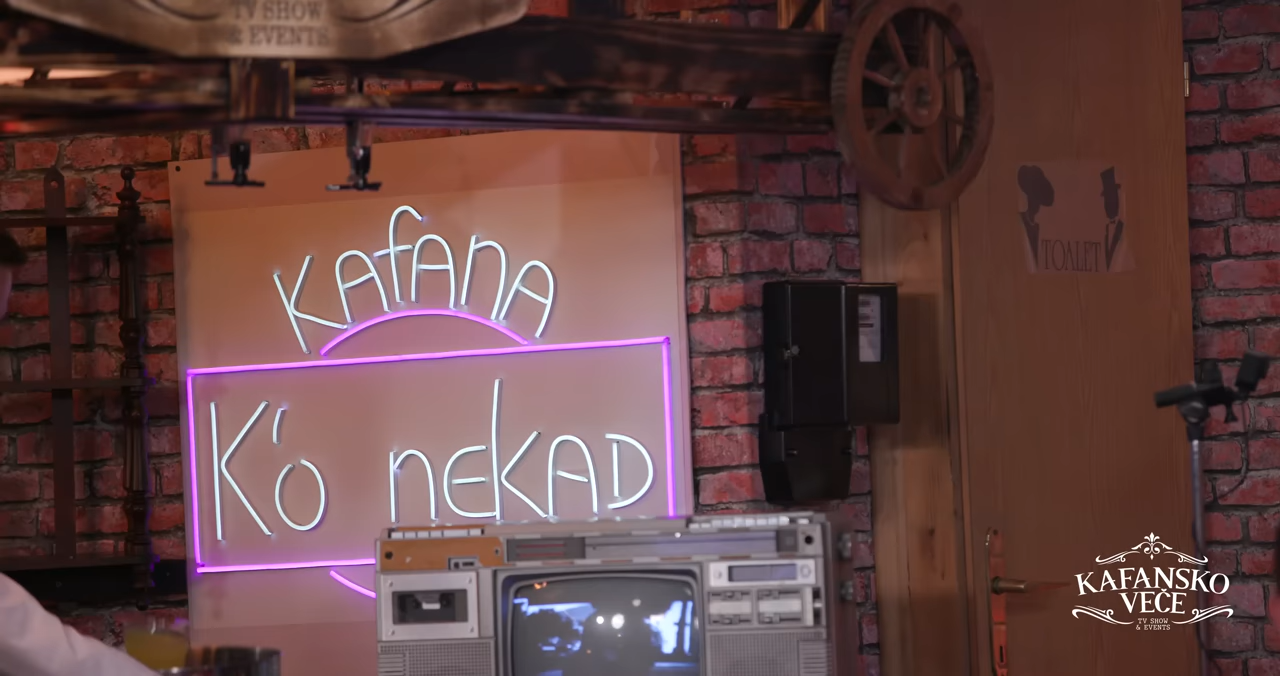 TV SHOW
& EVENTS
Kafana
K'o nekad
TOALET
KAFANSKO
VEČE
TV SHOW
& EVENTS